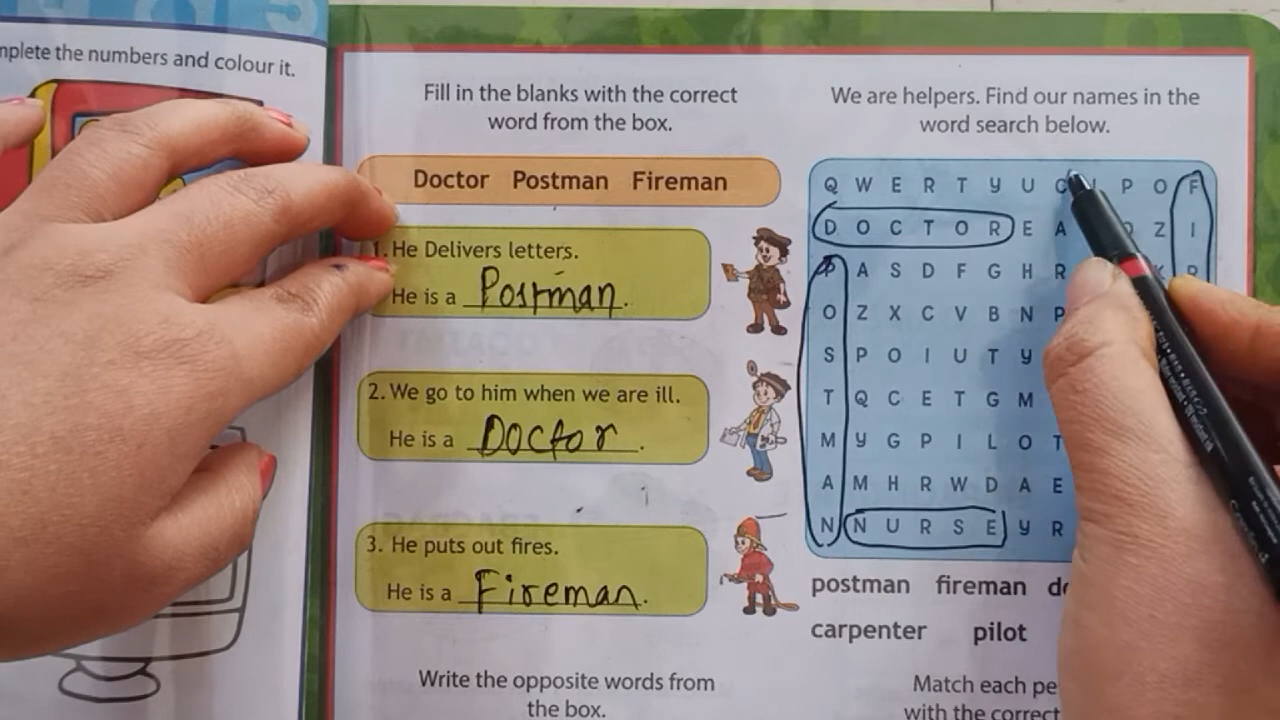 mplete the numbers and colour it.
Fill in the blanks with the correct
word from the box.
Doctor Postman Fireman
1. He Delivers letters.
He is a Postman.
2. We go to him when we are ill.
He is a Doctor.
3. He puts out fires.
He is a Fireman.
Write the opposite words from
the box.
We are helpers. Find our names in the
word search below.
Q W E R T Y U C I P O F
D O C T O R E A Z I
P A S D F G H R R
O Z X C V B N P
S P O I U T Y
T Q C E T G M
M Y G P I L O T
A M H R W D A E
N N U R S E Y R
postman fireman
carpenter pilot
Match each
with the correct